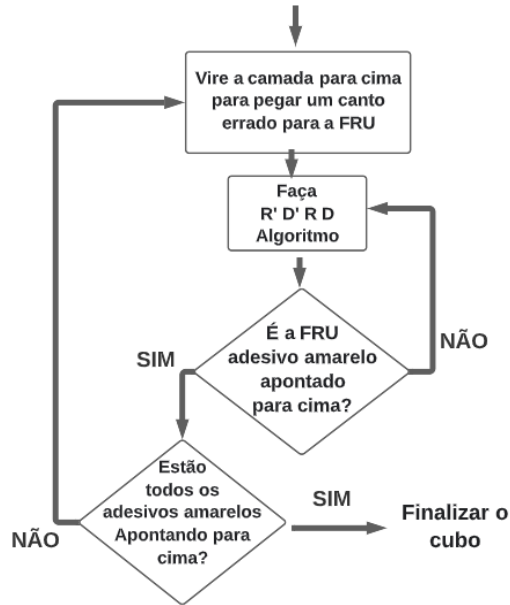 Vire a camada para cima
para pegar um canto
errado para a FRU
Faça
R' D' R D
Algoritmo
É a FRU
adesivo amarelo
apontado
para cima?
NÃO
SIM
Estão
todos os
adesivos amarelos
Apontando para
cima?
NÃO
SIM
Finalizar o
cubo